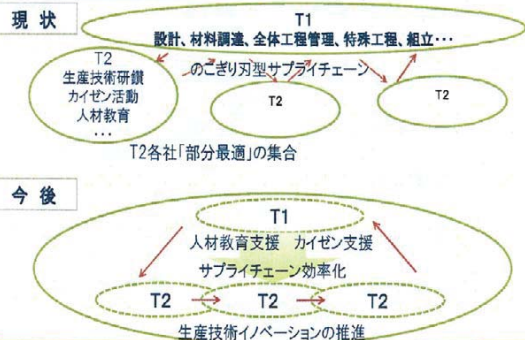 現状
T1
設計、材料調達、全体工程管理、特殊工程、組立・・・
T2
生産技術研鑽
カイゼン活動
人材教育
・・・
のこぎり刃型サプライチェーン
T2
T2
T2各社「部分最適」の集合
今後
T1
人材教育支援 カイゼン支援
サプライチェーン効率化
T2
T2
T2
生産技術イノベーションの推進